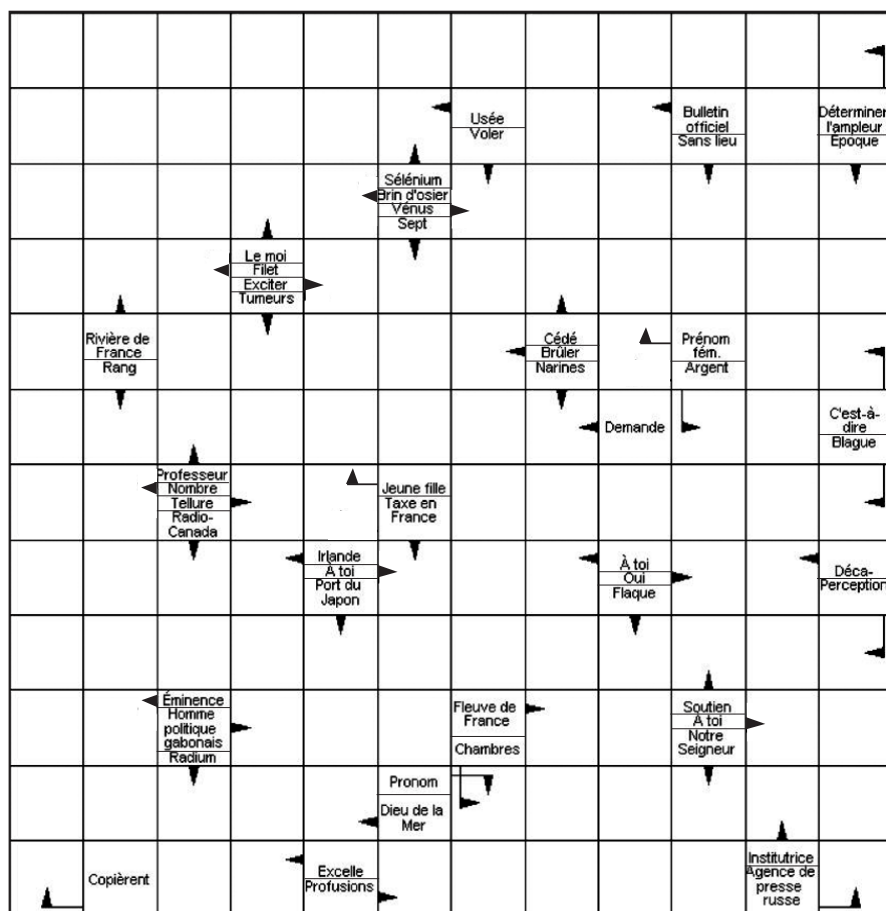 Usée
Voler
Bulletin
officiel
Sans lieu
Déterminer
l'ampleur
Époque
Sélénium
Brin d'osier
Vénus
Sept
Le moi
Filet
Exciter
Tumeurs
Rivière de
France
Rang
Cédé
Brûler
Narines
Prénom
fém.
Argent
Demande
C'est-à-
dire
Blague
Professeur
Nombre
Tellure
Radio-
Canada
Jeune fille
Taxe en
France
Irlande
À toi
Port du
Japon
À toi
Oui
Flaque
Déca-
Perception
Éminence
Homme
politique
gabonais
Radium
Fleuve de
France
Chambres
Soutien
À toi
Notre
Seigneur
Pronom
Dieu de la
Mer
Copièrent
Excelle
Profusions
Institutrice
Agence de
presse
russe